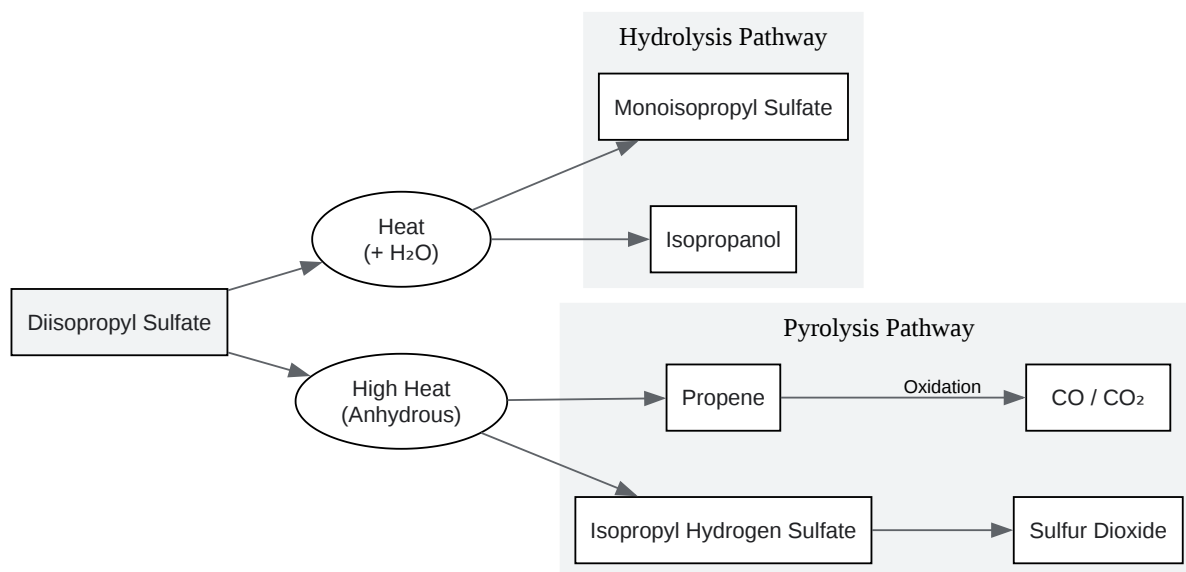 Hydrolysis Pathway
Monoisopropyl Sulfate
Heat
(+ H₂O)
Isopropanol
Diisopropyl Sulfate
Pyrolysis Pathway
High Heat
(Anhydrous)
Propene
Oxidation
CO / CO₂
Isopropyl Hydrogen Sulfate
Sulfur Dioxide